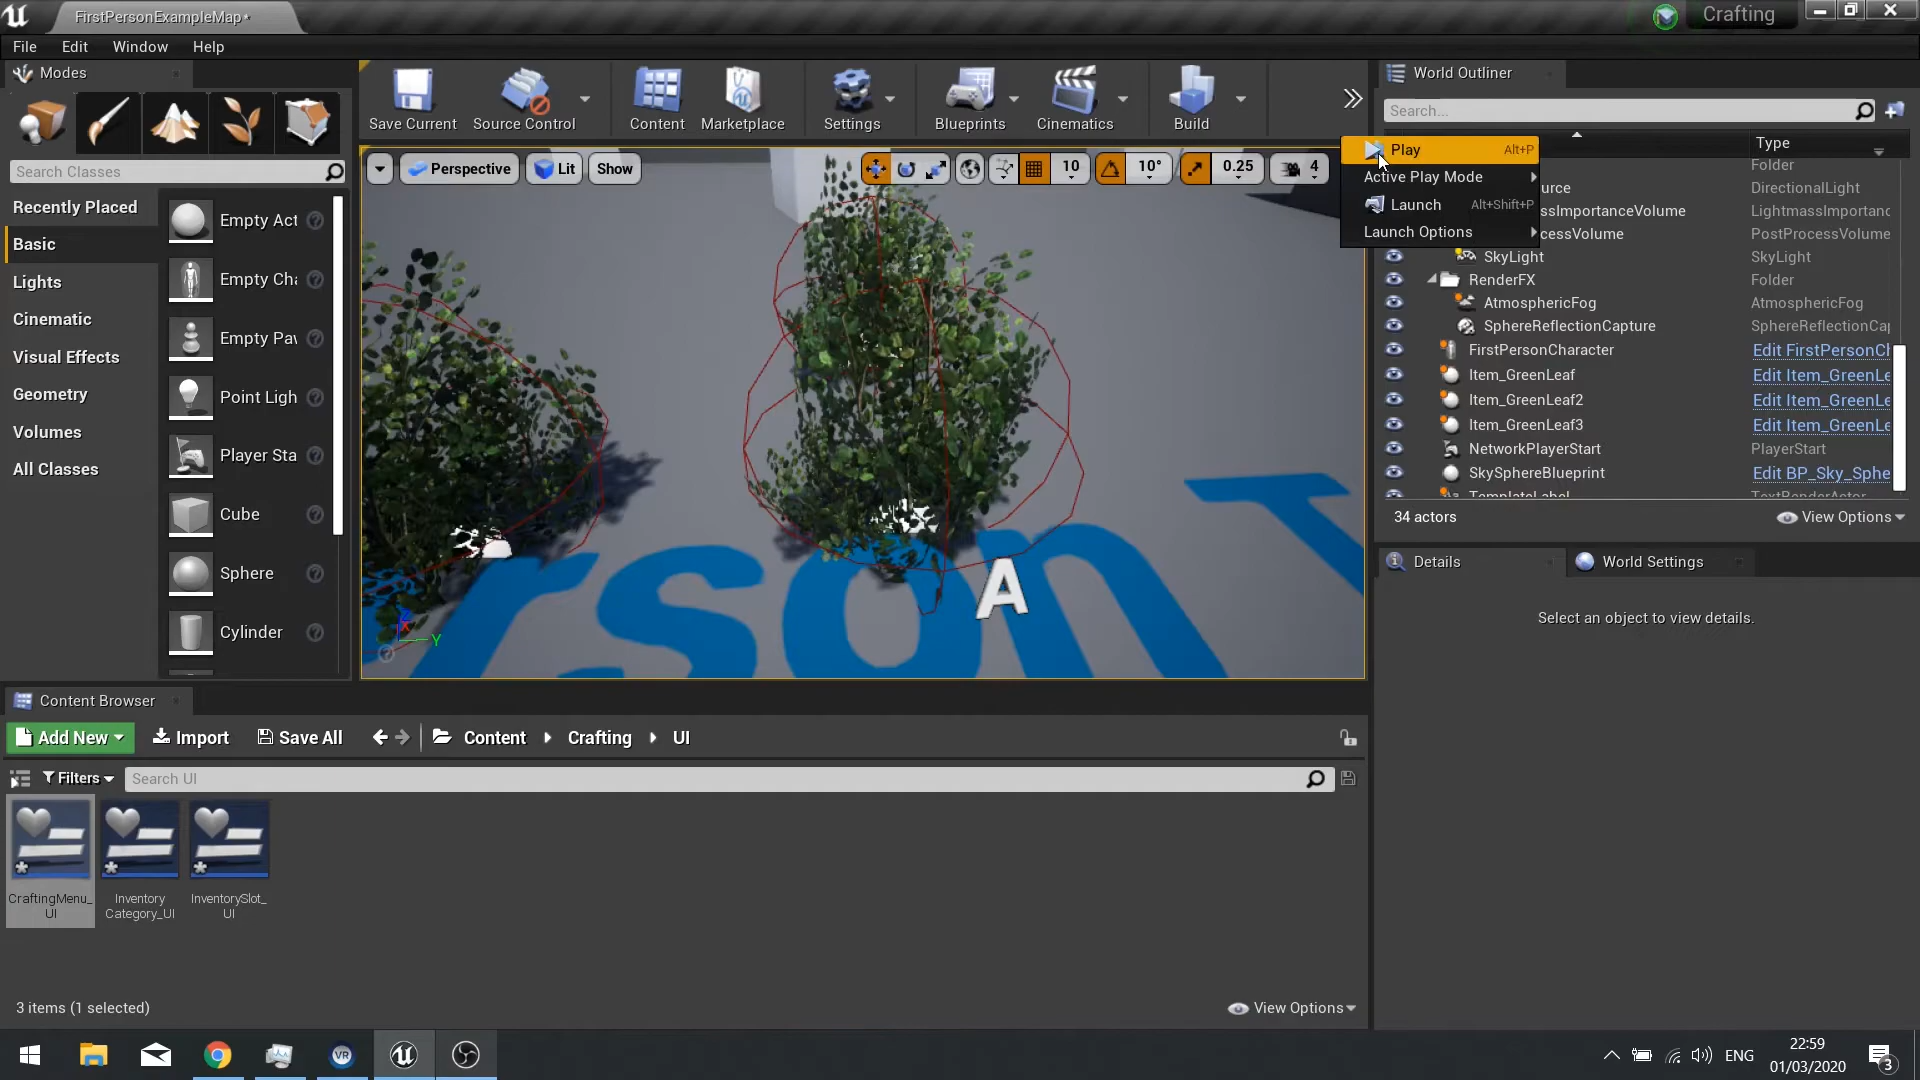 FirstPersonExampleMap*
Crafting
File Edit Window Help
Modes
Search Classes
Recently Placed
Basic
Lights
Cinematic
Visual Effects
Geometry
Volumes
All Classes
Empty Act
Empty Cha
Empty Pav
Point Ligh
Player Sta
Cube
Sphere
Cylinder
Save Current
Source Control
Content
Marketplace
Settings
Blueprints
Cinematics
Build
Perspective
Lit
Show
10
10°
0.25
4
Play Alt+P
Active Play Mode
Launch Alt+Shift+P
Launch Options
rson T
A
X
Y
World Outliner
Search...
Type
Folder
urce DirectionalLight
ssImportanceVolume LightmassImportanc
cessVolume PostProcessVolume
SkyLight SkyLight
RenderFX Folder
AtmosphericFog AtmosphericFog
SphereReflectionCapture SphereReflectionCap
FirstPersonCharacter Edit FirstPersonCh
Item_GreenLeaf Edit Item_GreenLe
Item_GreenLeaf2 Edit Item_GreenLe
Item_GreenLeaf3 Edit Item_GreenLe
NetworkPlayerStart PlayerStart
SkySphereBlueprint Edit BP_Sky_Sphe
TemplateLabel TextRenderActor
34 actors
View Options
Details
World Settings
Select an object to view details.
Content Browser
Add New
Import
Save All
Content
Crafting
UI
Filters
Search UI
CraftingMenu_
UI
Inventory
Category_UI
InventorySlot_
UI
3 items (1 selected)
View Options
VR
ENG
22:59
01/03/2020
3